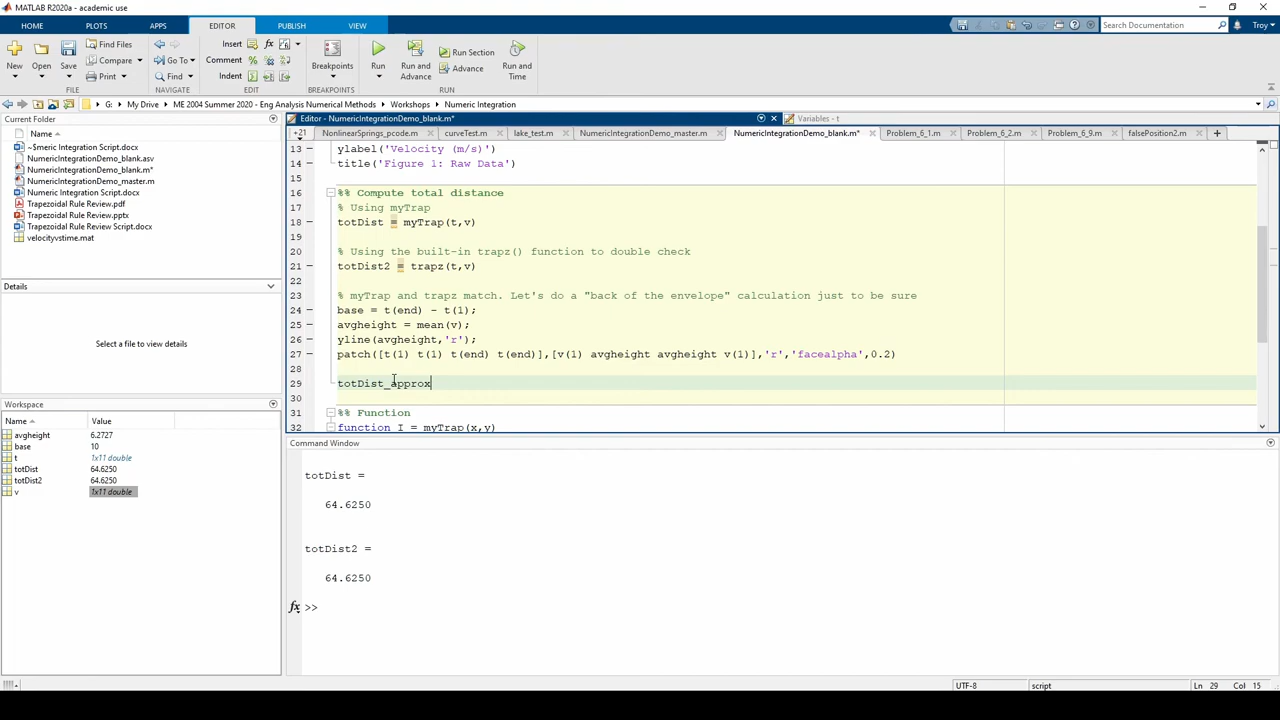 MATLAB R2020a - academic use
HOME PLOTS APPS EDITOR PUBLISH VIEW Search Documentation Troy
New Open Save Find Files Compare Print Go To Find Insert Comment Indent fx Breakpoints Run Run and Advance Run Section Advance Run and Time
FILE NAVIGATE EDIT BREAKPOINTS RUN
G: My Drive ME 2004 Summer 2020 - Eng Analysis Numerical Methods Workshops Numeric Integration
Current Folder
Name
~$meric Integration Script.docx
NumericIntegrationDemo_blank.asv
NumericIntegrationDemo_blank.m*
NumericIntegrationDemo_master.m
Numeric Integration Script.docx
Trapezoidal Rule Review.pdf
Trapezoidal Rule Review.pptx
Trapezoidal Rule Review Script.docx
velocityvstime.mat
Details
Select a file to view details
Workspace
Name Value
avgheight 6.2727
base 10
t 1x11 double
totDist 64.6250
totDist2 64.6250
v 1x11 double
Editor - NumericIntegrationDemo_blank.m* Variables - t
+21 NonlinearSprings_pcode.m curveTest.m lake_test.m NumericIntegrationDemo_master.m NumericIntegrationDemo_blank.m* Problem_6_1.m Problem_6_2.m Problem_6_9.m falsePosition2.m
13 ylabel('Velocity (m/s)')
14 title('Figure 1: Raw Data')
15
16 %% Compute total distance
17 % Using myTrap
18 totDist = myTrap(t,v)
19
20 % Using the built-in trapz() function to double check
21 totDist2 = trapz(t,v)
22
23 % myTrap and trapz match. Let's do a "back of the envelope" calculation just to be sure
24 base = t(end) - t(1);
25 avgheight = mean(v);
26 yline(avgheight,'r');
27 patch([t(1) t(1) t(end) t(end)],[v(1) avgheight avgheight v(1)],'r','facealpha',0.2)
28
29 totDist_approx
30
31 %% Function
32 function I = myTrap(x,y)
Command Window
totDist =
64.6250
totDist2 =
64.6250
fx >>
UTF-8 script Ln 29 Col 15